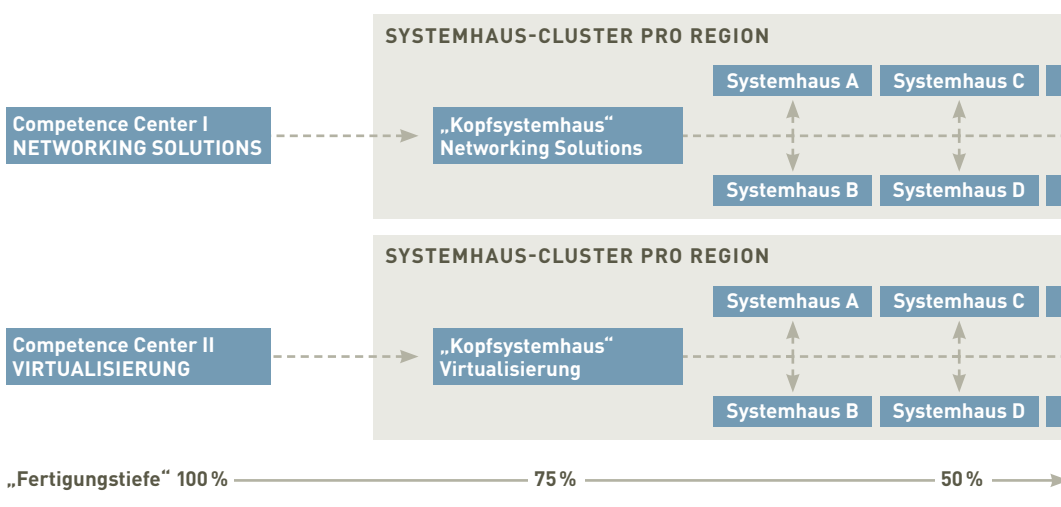 SYSTEMHAUS-CLUSTER PRO REGION
Systemhaus A
Systemhaus C
Competence Center I
NETWORKING SOLUTIONS
„Kopfsystemhaus“
Networking Solutions
Systemhaus B
Systemhaus D
SYSTEMHAUS-CLUSTER PRO REGION
Systemhaus A
Systemhaus C
Competence Center II
VIRTUALISIERUNG
„Kopfsystemhaus“
Virtualisierung
Systemhaus B
Systemhaus D
„Fertigungstiefe“ 100 % 75 % 50 %